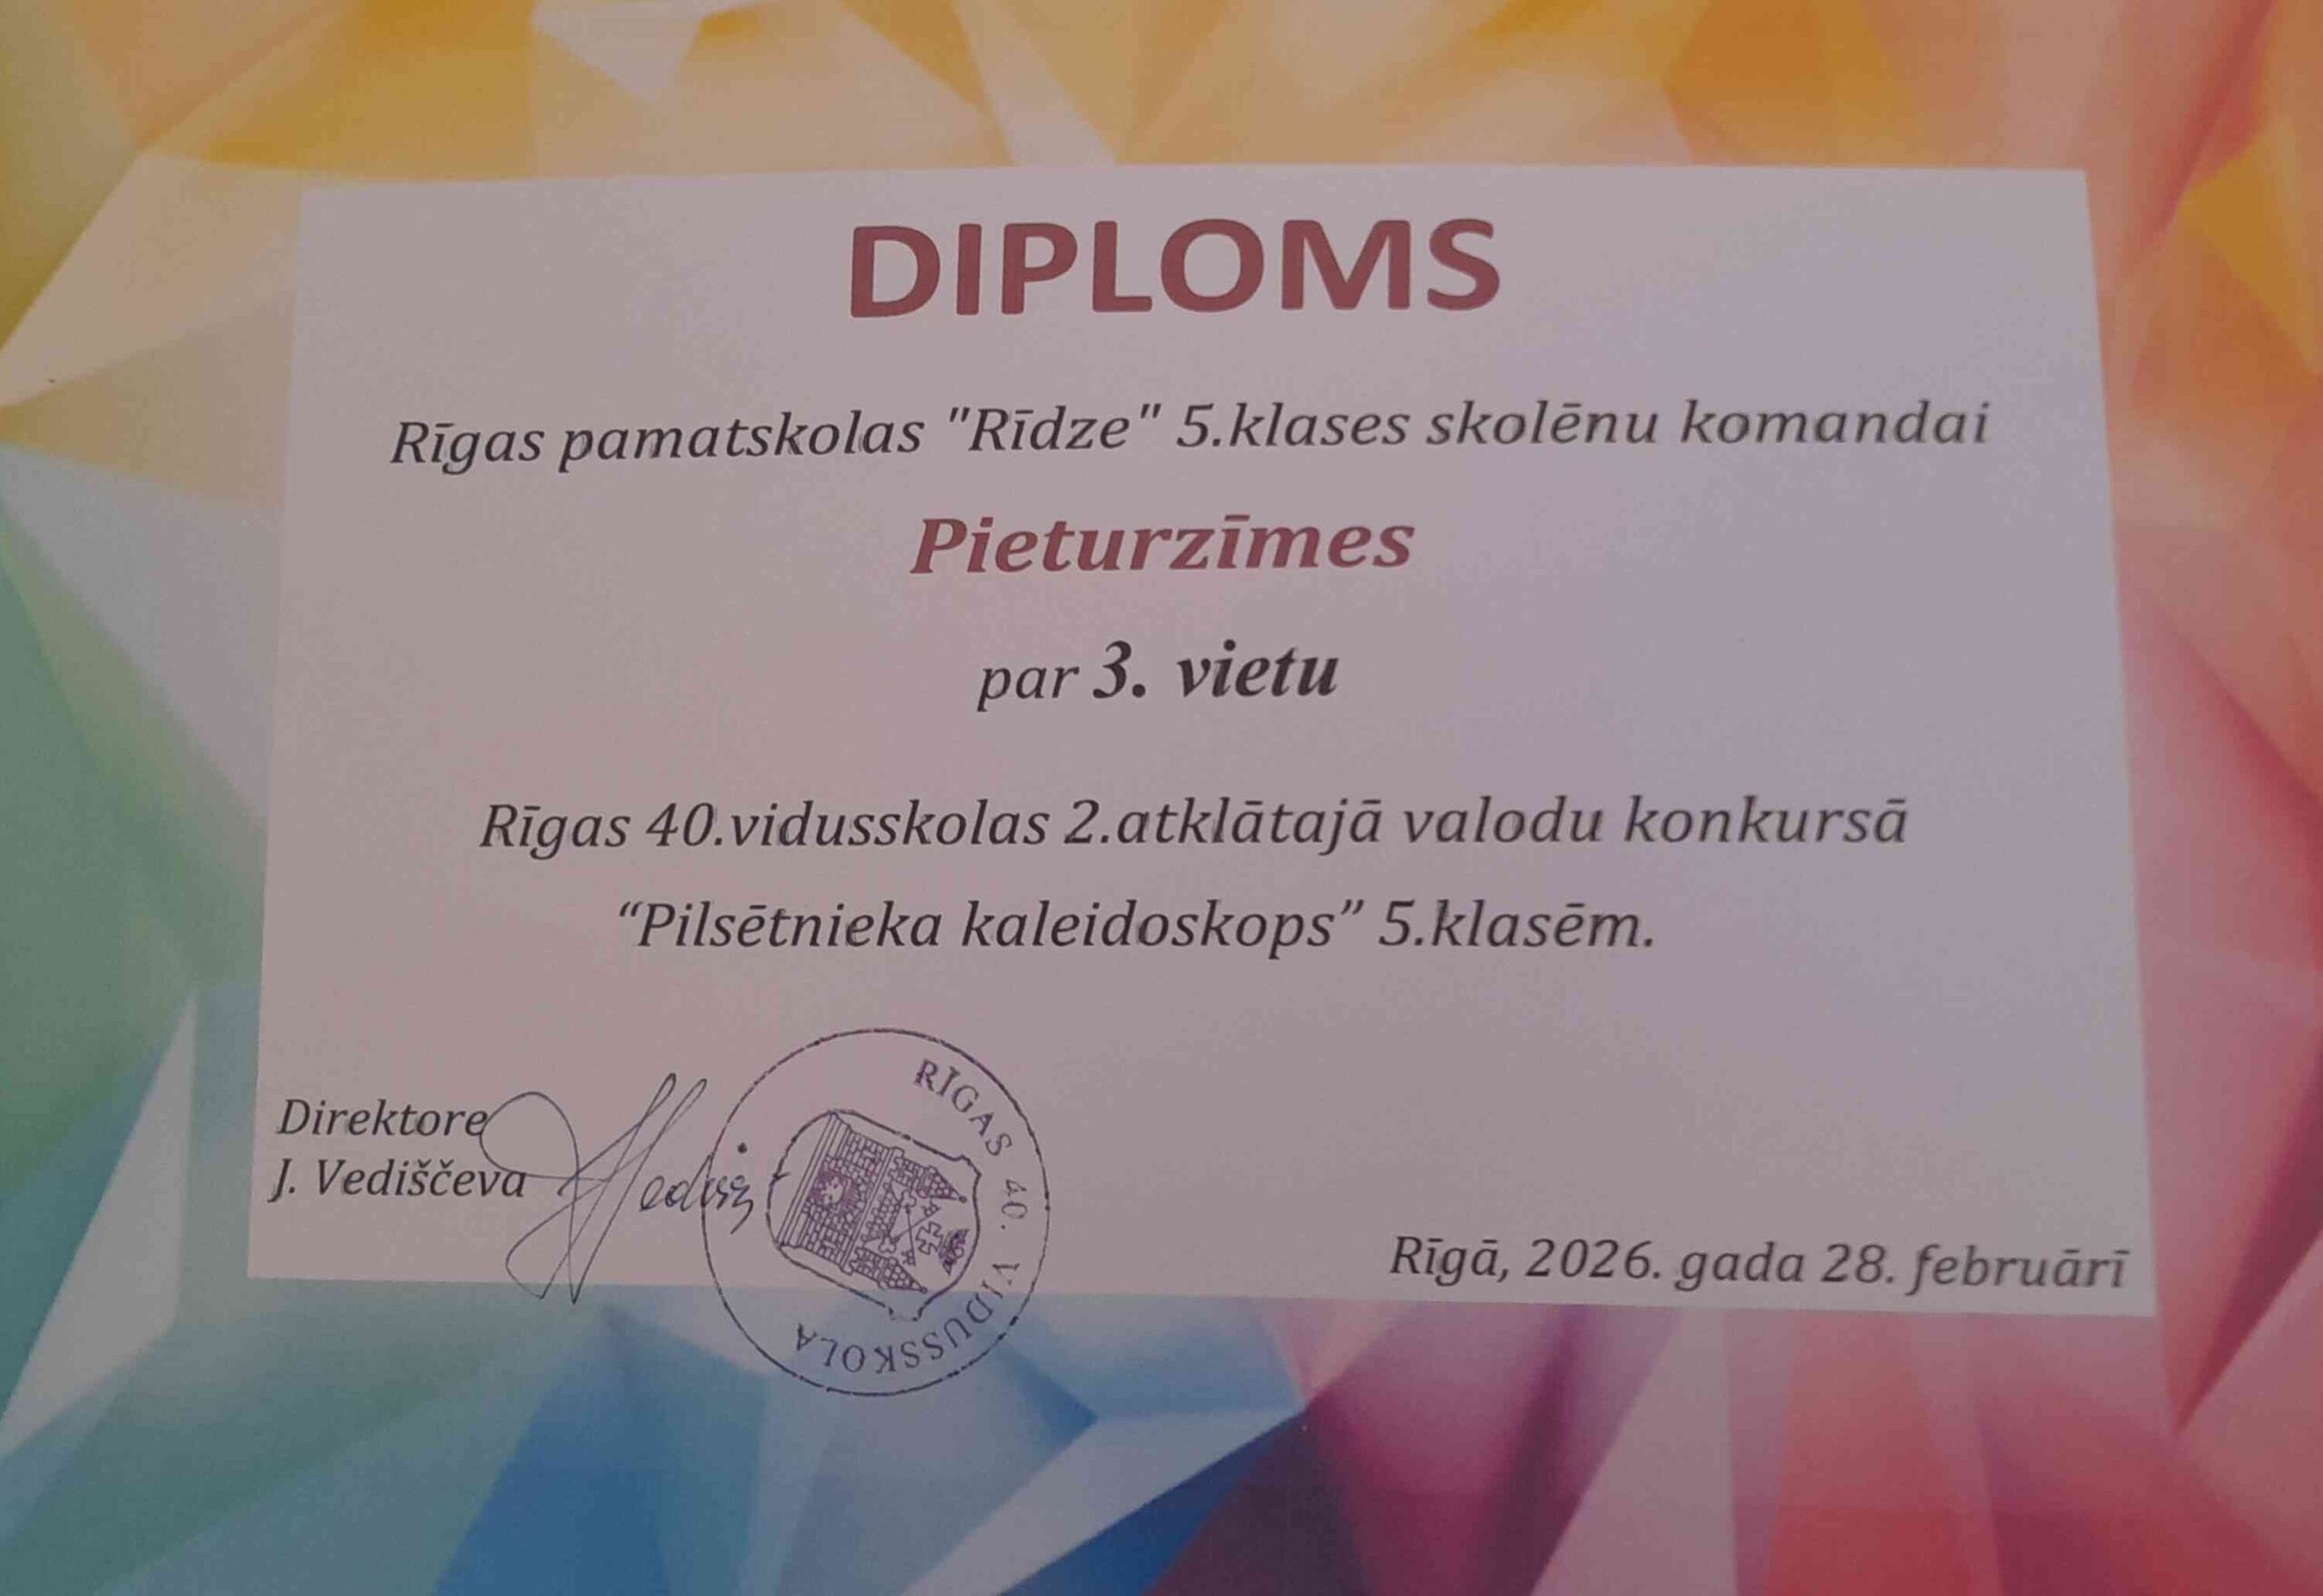 DIPLOMS
Rīgas pamatskolas "Rīdze" 5.klases skolēnu komandai
Pieturzīmes
par 3. vietu
Rīgas 40.vidusskolas 2.atklātajā valodu konkursā
“Pilsētnieka kaleidoskops” 5.klasēm.
Direktore
J. Vediščeva
RĪGAS 40. VIDUSSKOLA
Rīgā, 2026. gada 28. februārī